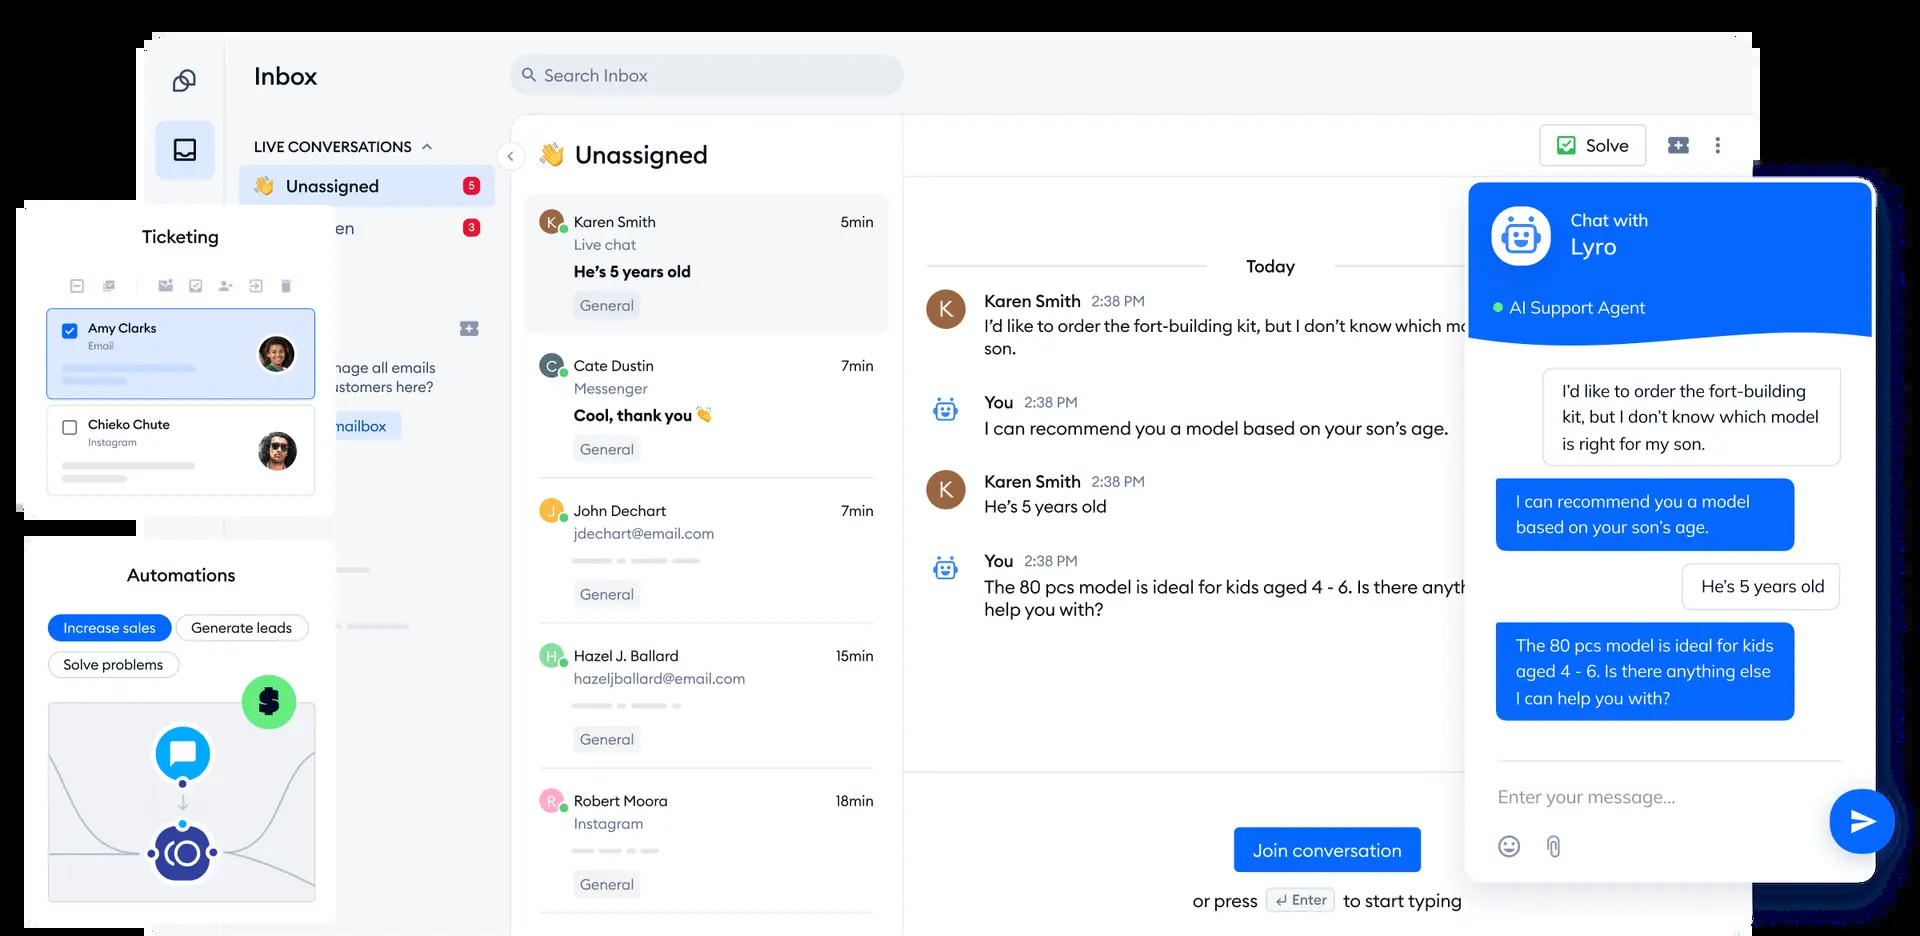 Inbox
Search Inbox
LIVE CONVERSATIONS
Unassigned
5
en
3
nage all emails
ustomers here?
mailbox
Ticketing
Amy Clarks
Email
Chieko Chute
Instagram
Automations
Increase sales
Generate leads
Solve problems
$
Unassigned
K
Karen Smith
5min
Live chat
He’s 5 years old
General
C
Cate Dustin
7min
Messenger
Cool, thank you 👏
General
J
John Dechart
7min
jdechart@email.com
General
H
Hazel J. Ballard
15min
hazeljballard@email.com
General
R
Robert Moora
18min
Instagram
General
Solve
Today
K
Karen Smith 2:38 PM
I’d like to order the fort-building kit, but I don’t know which mo
son.
You 2:38 PM
I can recommend you a model based on your son’s age.
K
Karen Smith 2:38 PM
He’s 5 years old
You 2:38 PM
The 80 pcs model is ideal for kids aged 4 - 6. Is there anyth
help you with?
Join conversation
or press ↵ Enter to start typing
Chat with
Lyro
AI Support Agent
I’d like to order the fort-building
kit, but I don’t know which model
is right for my son.
I can recommend you a model
based on your son’s age.
He’s 5 years old
The 80 pcs model is ideal for kids
aged 4 - 6. Is there anything else
I can help you with?
Enter your message...